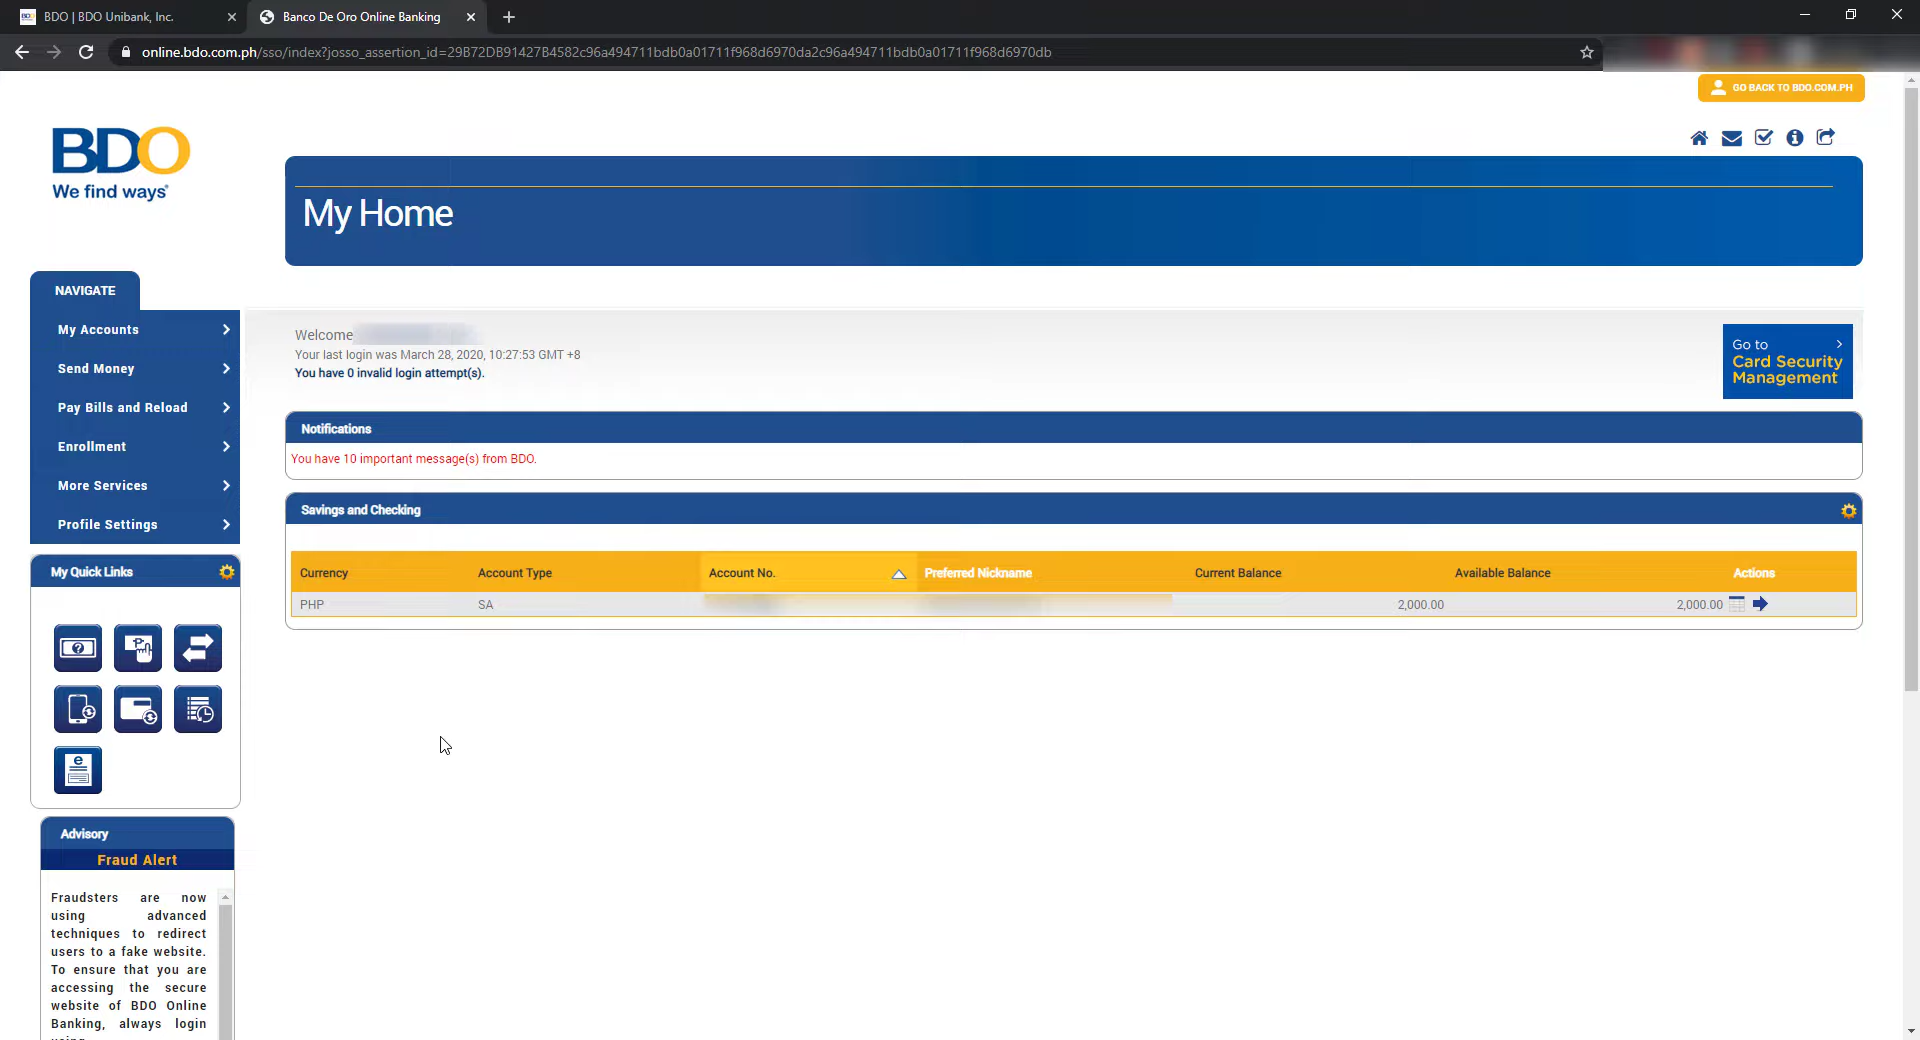 BDO | BDO Unibank, Inc.
Banco De Oro Online Banking
online.bdo.com.ph/sso/index?josso_assertion_id=29B72DB91427B4582c96a494711bdb0a01711f968d6970da2c96a494711bdb0a01711f968d6970db
GO BACK TO BDO.COM.PH
BDO
We find ways®
My Home
NAVIGATE
My Accounts
Send Money
Pay Bills and Reload
Enrollment
More Services
Profile Settings
Welcome
Your last login was March 28, 2020, 10:27:53 GMT +8
You have 0 invalid login attempt(s).
Go to
Card Security
Management
Notifications
You have 10 important message(s) from BDO.
Savings and Checking
Currency Account Type Account No. Preferred Nickname Current Balance Available Balance Actions
PHP SA 2,000.00 2,000.00
My Quick Links
Advisory
Fraud Alert
Fraudsters are now
using advanced
techniques to redirect
users to a fake website.
To ensure that you are
accessing the secure
website of BDO Online
Banking, always login